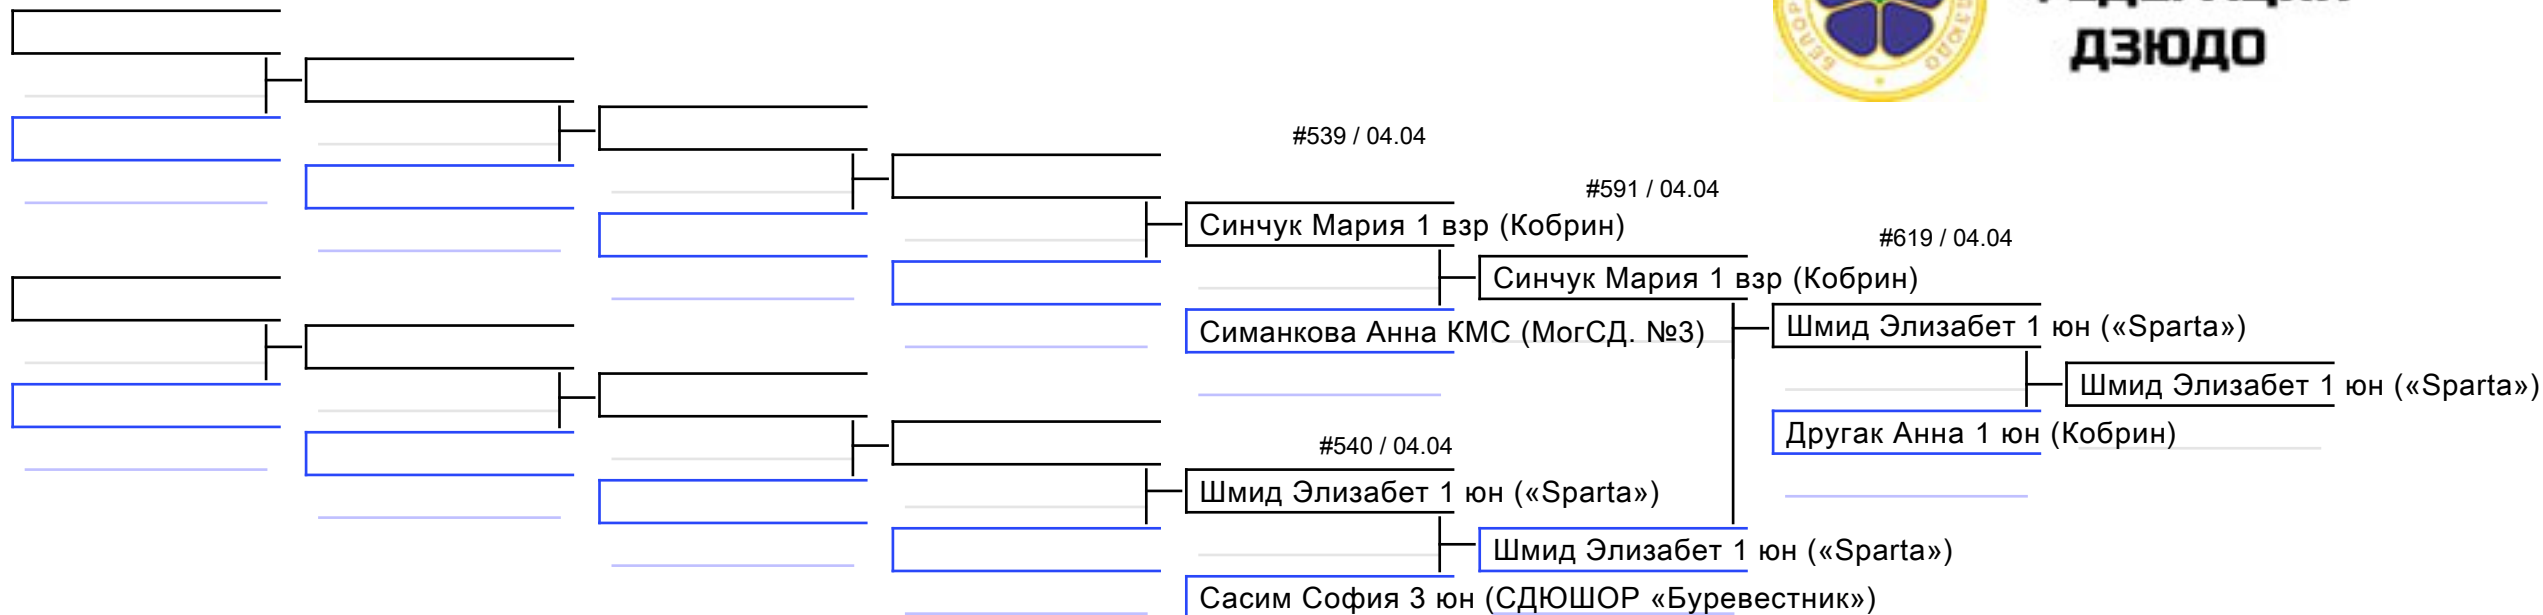 ДЗЮДО
#539 / 04.04
#591 / 04.04
Синчук Мария 1 взр (Кобрин)
#619 / 04.04
Синчук Мария 1 взр (Кобрин)
Симанкова Анна КМС (МогСД. №3)
Шмид Элизабет 1 юн («Sparta»)
Шмид Элизабет 1 юн («Sparta»)
Другак Анна 1 юн (Кобрин)
#540 / 04.04
Шмид Элизабет 1 юн («Sparta»)
Шмид Элизабет 1 юн («Sparta»)
Сасим София 3 юн (СДЮШОР «Буревестник»)